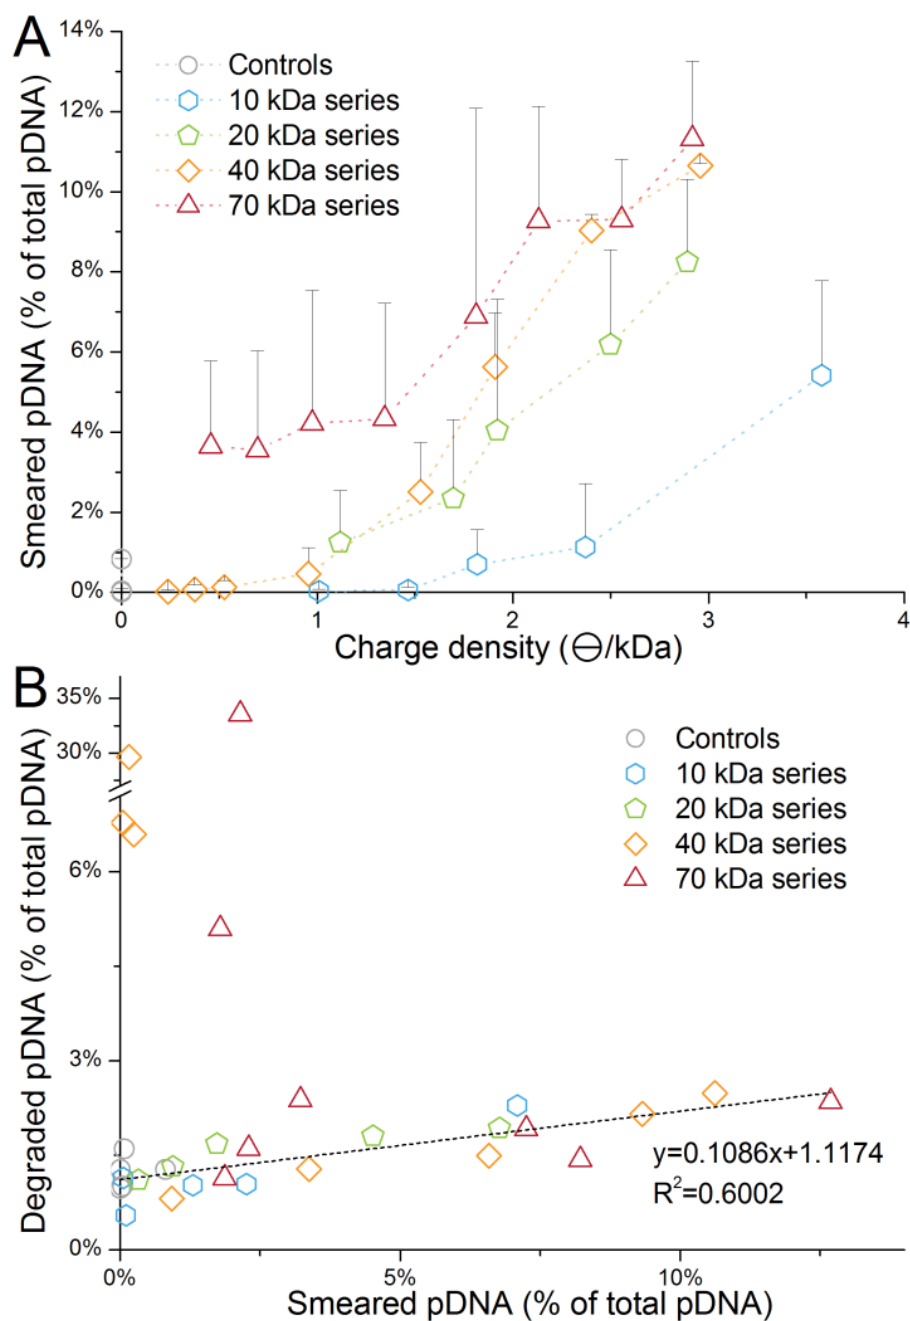 A
14%
12%
10%
8%
6%
4%
2%
0%
Smeared pDNA (% of total pDNA)
Controls
10 kDa series
20 kDa series
40 kDa series
70 kDa series
0 1 2 3 4
Charge density (⊖/kDa)
B
35%
30%
6%
3%
0%
Degraded pDNA (% of total pDNA)
Controls
10 kDa series
20 kDa series
40 kDa series
70 kDa series
y=0.1086x+1.1174
R²=0.6002
0% 5% 10%
Smeared pDNA (% of total pDNA)